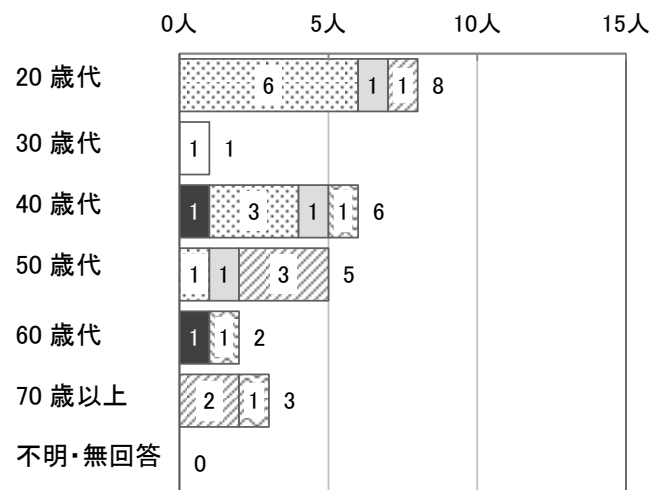 0人 5人 10人 15人
20 歳代 6 1 1 8
30 歳代 1 1
40 歳代 1 3 1 1 6
50 歳代 1 1 3 5
60 歳代 1 1 2
70 歳以上 2 1 3
不明・無回答 0